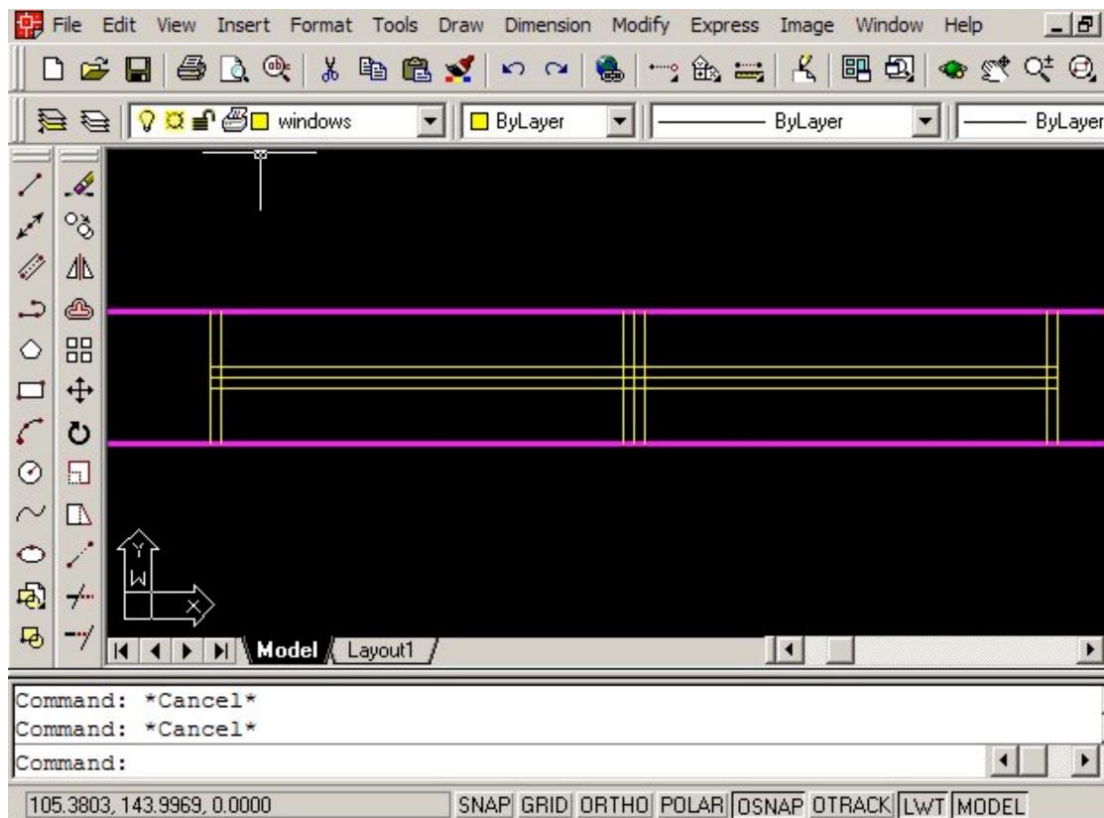 File Edit View Insert Format Tools Draw Dimension Modify Express Image Window Help
windows ByLayer ByLayer ByLayer
Y
W
X
Model Layout1
Command: *Cancel*
Command: *Cancel*
Command:
105.3803, 143.9969, 0.0000 SNAP GRID ORTHO POLAR OSNAP OTRACK LWT MODEL